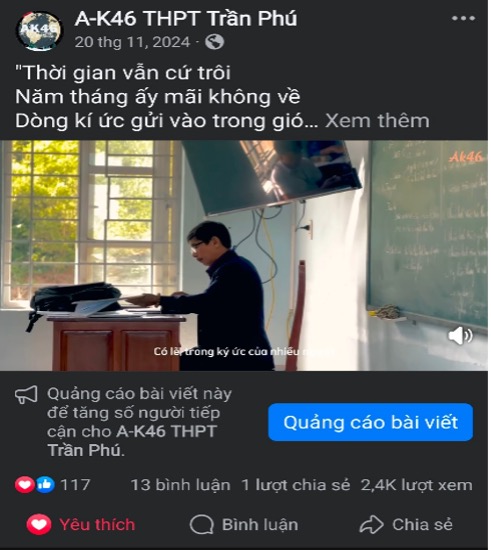 A-K46 THPT Trần Phú
20 thg 11, 2024 ·
"Thời gian vẫn cứ trôi
Năm tháng ấy mãi không về
Dòng kí ức gửi vào trong gió... Xem thêm
AK46
Ak46
Có lẽ trong ký ức của nhiều
Quảng cáo bài viết này
để tăng số người tiếp
cận cho A-K46 THPT
Trần Phú.
Quảng cáo bài viết
117
13 bình luận 1 lượt chia sẻ 2,4K lượt xem
Yêu thích
Bình luận
Chia sẻ